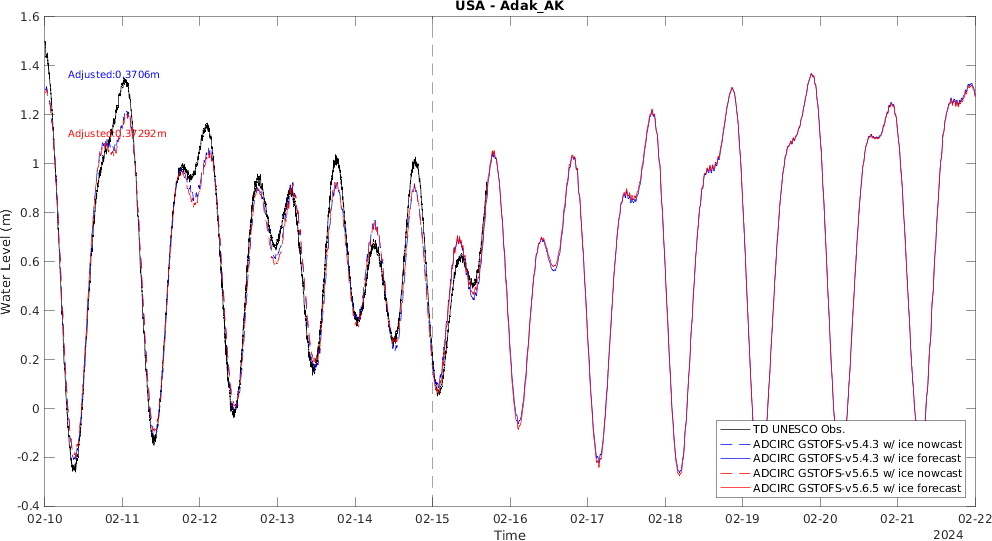 USA - Adak_AK
1.6
1.4
1.2
1
0.8
0.6
0.4
0.2
0
-0.2
-0.4
Water Level (m)
Adjusted:0.3706m
Adjusted:0.37292m
TD UNESCO Obs.
ADCIRC GSTOFS-v5.4.3 w/ ice nowcast
ADCIRC GSTOFS-v5.4.3 w/ ice forecast
ADCIRC GSTOFS-v5.6.5 w/ ice nowcast
ADCIRC GSTOFS-v5.6.5 w/ ice forecast
02-10 02-11 02-12 02-13 02-14 02-15 02-16 02-17 02-18 02-19 02-20 02-21 02-22
Time
2024